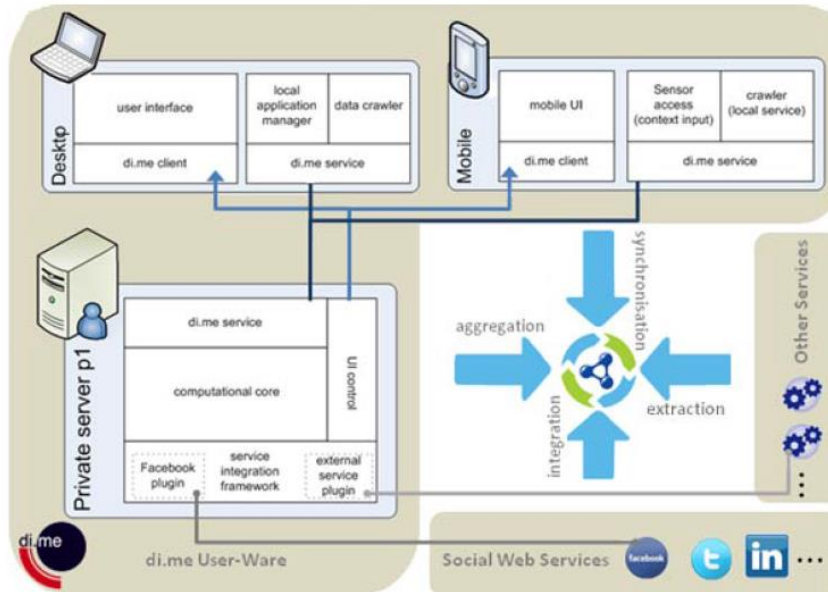 user interface
local
application
manager
data crawler
di.me client
di.me service
Desktp
mobile UI
Sensor
access
(context input)
crawler
(local service)
di.me client
di.me service
Mobile
di.me service
computational core
UI control
Facebook
plugin
service
integration
framework
external
service
plugin
Private server p1
synchronisation
aggregation
extraction
integration
Other Services
...
di.me
di.me User-Ware
Social Web Services
facebook
t
in
...